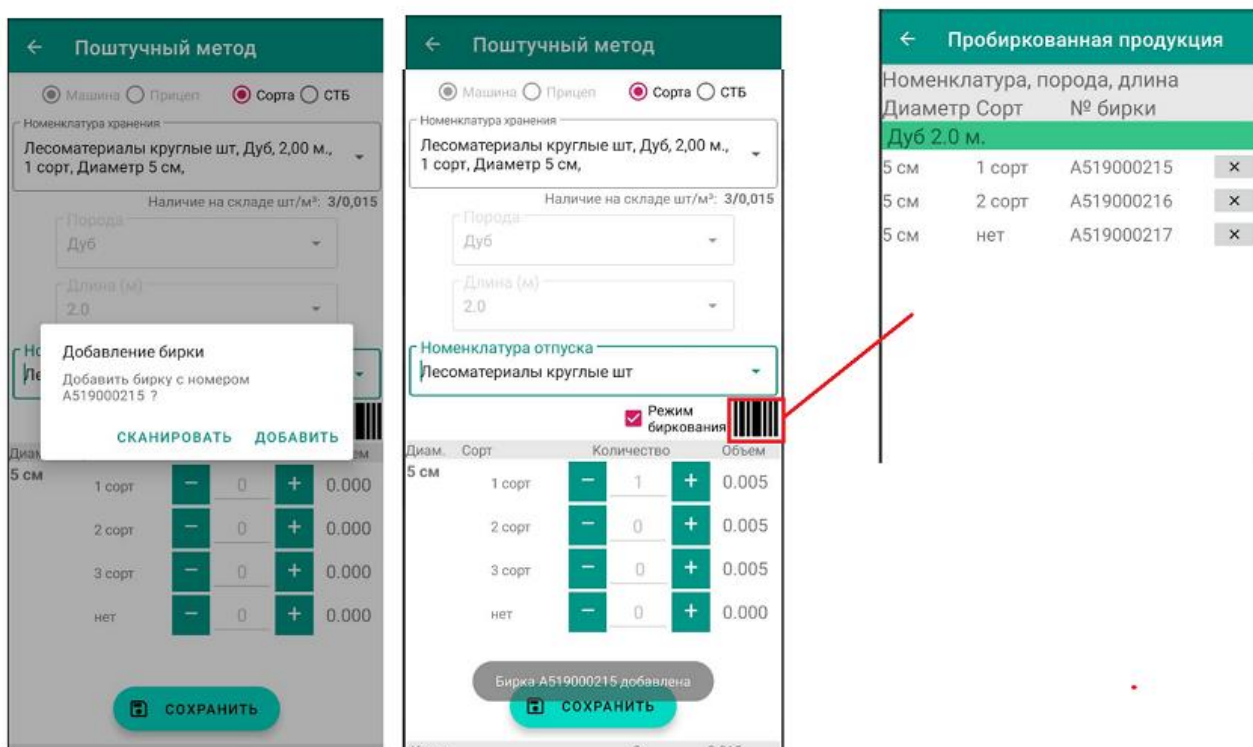 Поштучный метод
Машина Прицеп Сорта СТБ
Номенклатура хранения
Лесоматериалы круглые шт, Дуб, 2,00 м.,
1 сорт, Диаметр 5 см,
Наличие на складе шт/м³: 3/0,015
Порода
Дуб
Длина (м)
2.0
Добавление бирки
Добавить бирку с номером
А519000215 ?
СКАНИРОВАТЬ ДОБАВИТЬ
5 см
1 сорт − 0 + 0.000
2 сорт − 0 + 0.000
3 сорт − 0 + 0.000
нет − 0 + 0.000
СОХРАНИТЬ
Поштучный метод
Машина Прицеп Сорта СТБ
Номенклатура хранения
Лесоматериалы круглые шт, Дуб, 2,00 м.,
1 сорт, Диаметр 5 см,
Наличие на складе шт/м³: 3/0,015
Порода
Дуб
Длина (м)
2.0
Номенклатура отпуска
Лесоматериалы круглые шт
Режим
биркования
Диам. Сорт Количество Объем
5 см
1 сорт − 1 + 0.005
2 сорт − 0 + 0.005
3 сорт − 0 + 0.005
нет − 0 + 0.000
Бирка А519000215 добавлена
СОХРАНИТЬ
Пробиркованная продукция
Номенклатура, порода, длина
Диаметр Сорт № бирки
Дуб 2.0 м.
5 см 1 сорт А519000215 ×
5 см 2 сорт А519000216 ×
5 см нет А519000217 ×